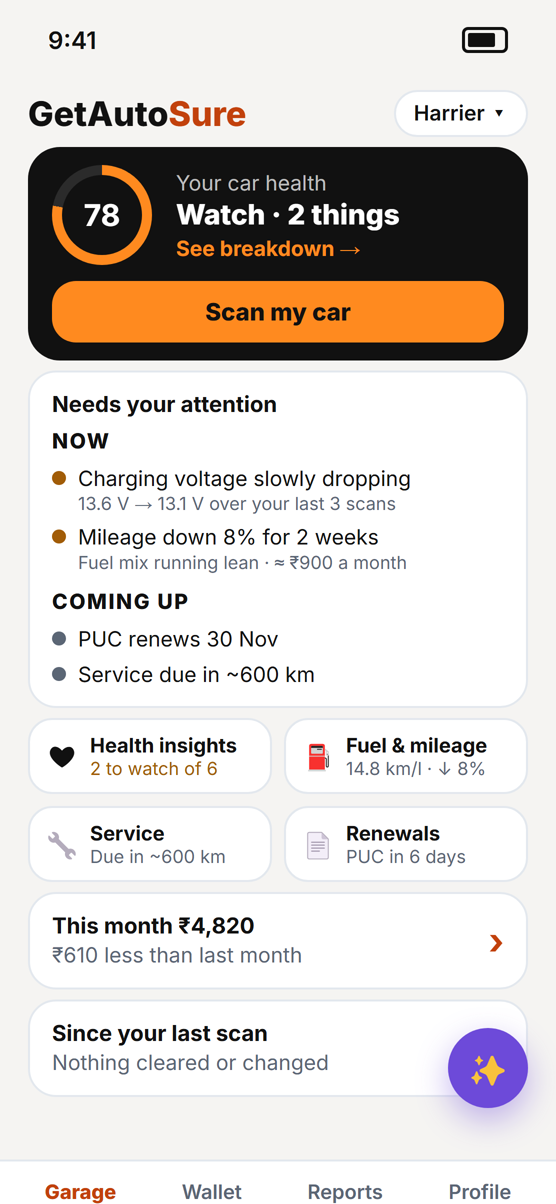 9:41
GetAutoSure
Harrier ▼
78
Your car health
Watch · 2 things
See breakdown →
Scan my car
Needs your attention
NOW
Charging voltage slowly dropping
13.6 V → 13.1 V over your last 3 scans
Mileage down 8% for 2 weeks
Fuel mix running lean · ≈ ₹900 a month
COMING UP
PUC renews 30 Nov
Service due in ~600 km
Health insights
2 to watch of 6
Fuel & mileage
14.8 km/l · ↓ 8%
Service
Due in ~600 km
Renewals
PUC in 6 days
This month ₹4,820
₹610 less than last month
Since your last scan
Nothing cleared or changed
Garage
Wallet
Reports
Profile